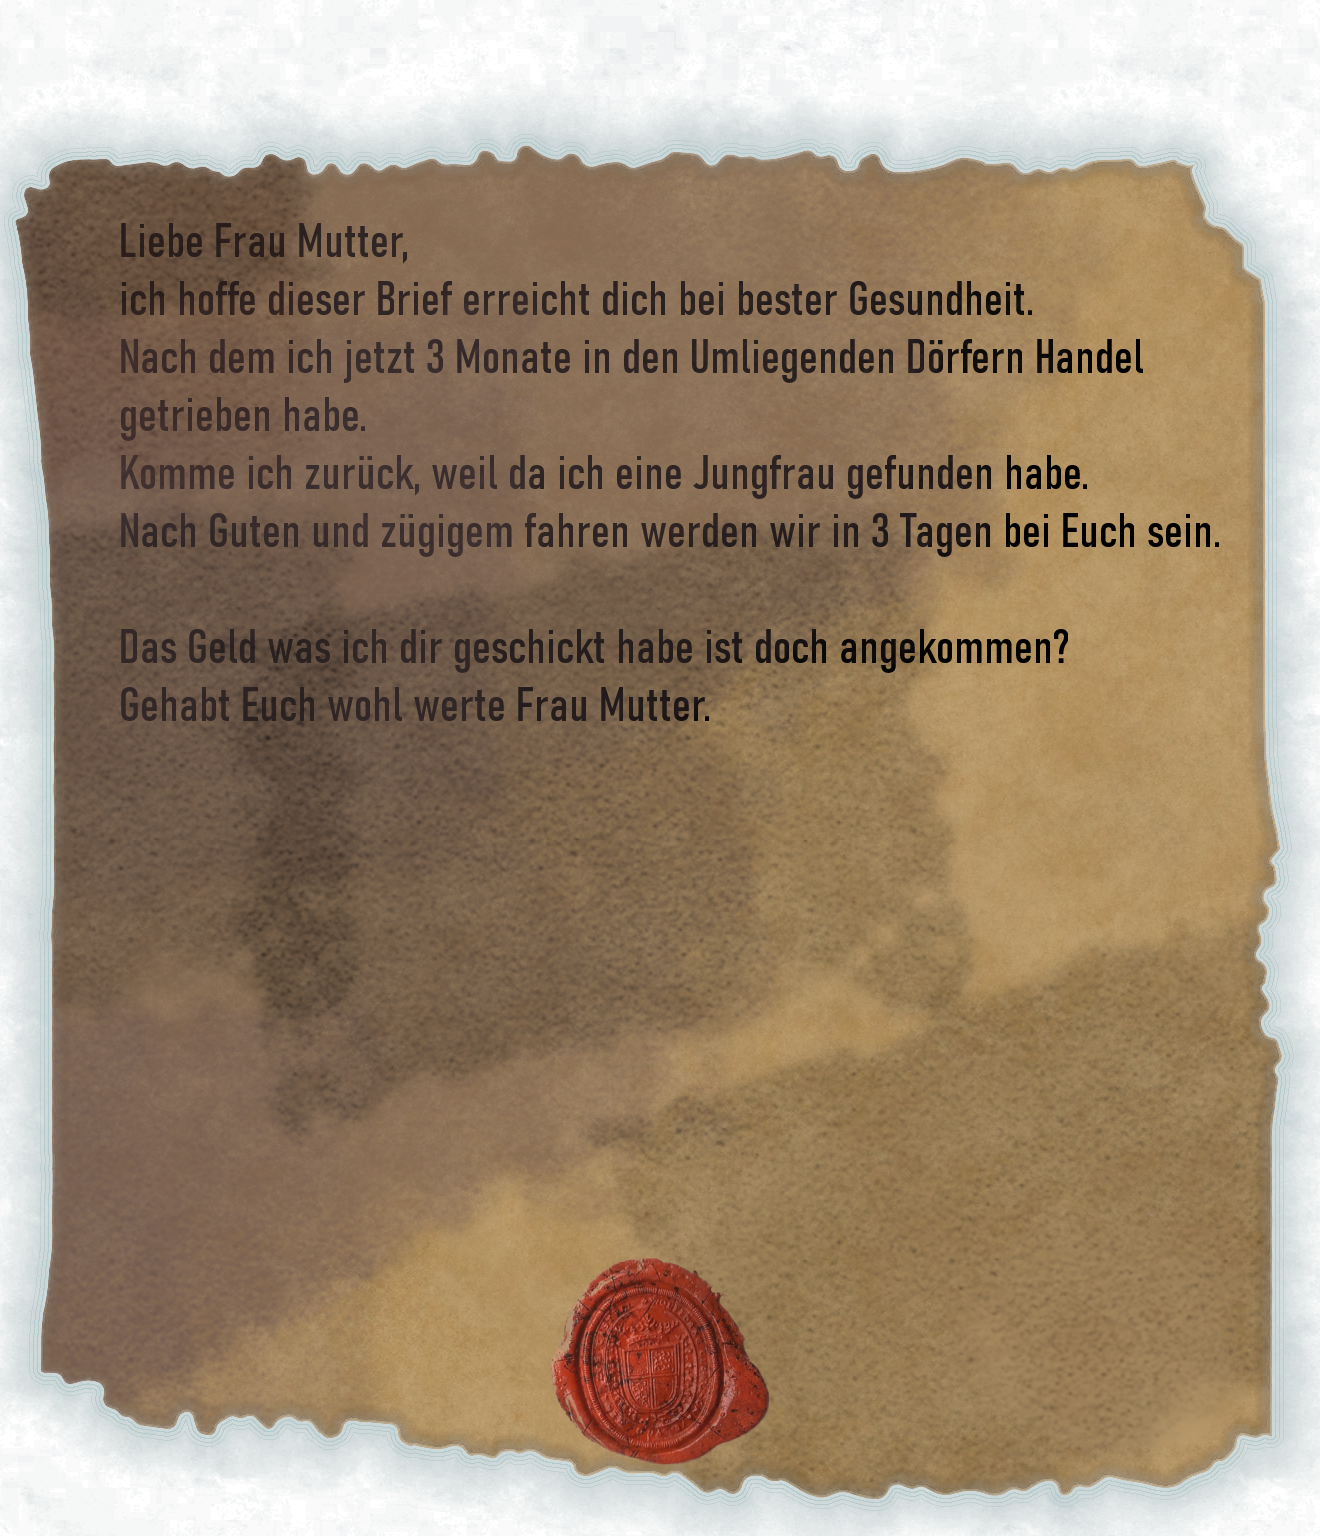 Liebe Frau Mutter,
ich hoffe dieser Brief erreicht dich bei bester Gesundheit.
Nach dem ich jetzt 3 Monate in den Umliegenden Dörfern Handel
getrieben habe.
Komme ich zurück, weil da ich eine Jungfrau gefunden habe.
Nach Guten und zügigem fahren werden wir in 3 Tagen bei Euch sein.
Das Geld was ich dir geschickt habe ist doch angekommen?
Gehabt Euch wohl werte Frau Mutter.